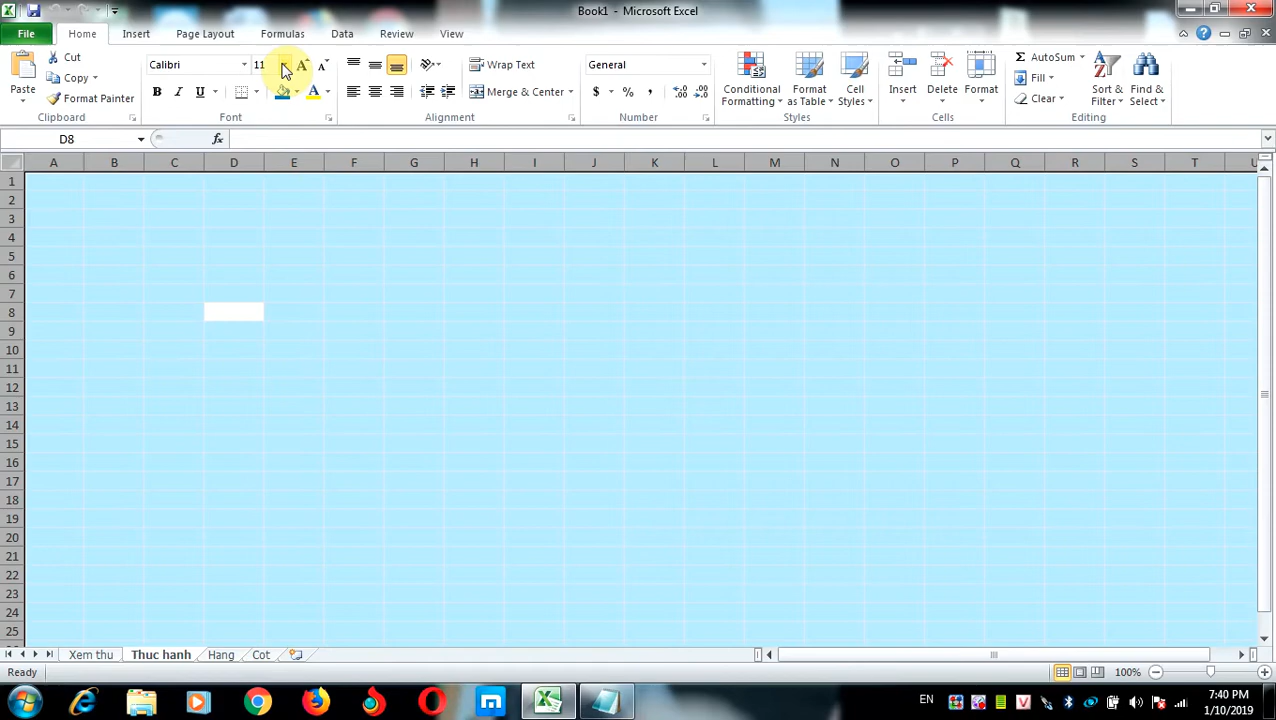 Book1 - Microsoft Excel
File Home Insert Page Layout Formulas Data Review View
Calibri 11 Wrap Text General AutoSum
Cut
Copy
Format Painter
Paste
B I U A Merge & Center $ % ,
Conditional Formatting
Format as Table
Cell Styles
Insert Delete Format
Fill
Clear
Sort & Filter
Find & Select
Clipboard Font Alignment Number Styles Cells Editing
D8 fx
A B C D E F G H I J K L M N O P Q R S T U
1
2
3
4
5
6
7
8
9
10
11
12
13
14
15
16
17
18
19
20
21
22
23
24
25
Xem thu Thuc hanh Hang Cot
Ready 100%
EN 7:40 PM
1/10/2019